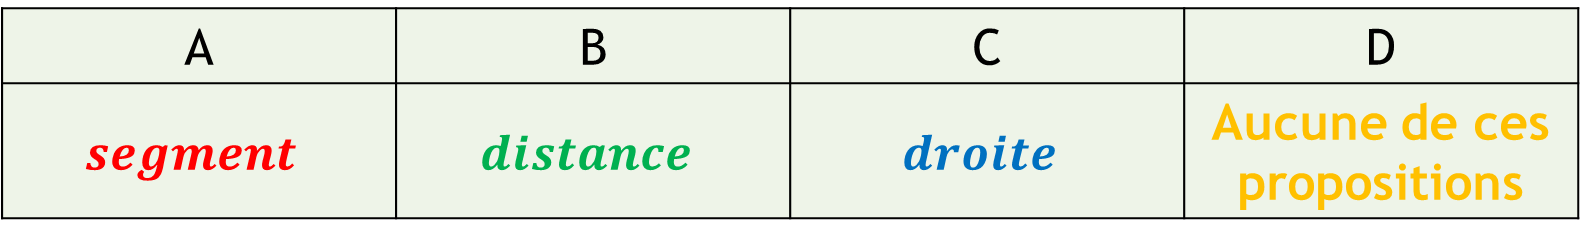 A B C D
segment distance droite Aucune de ces
propositions